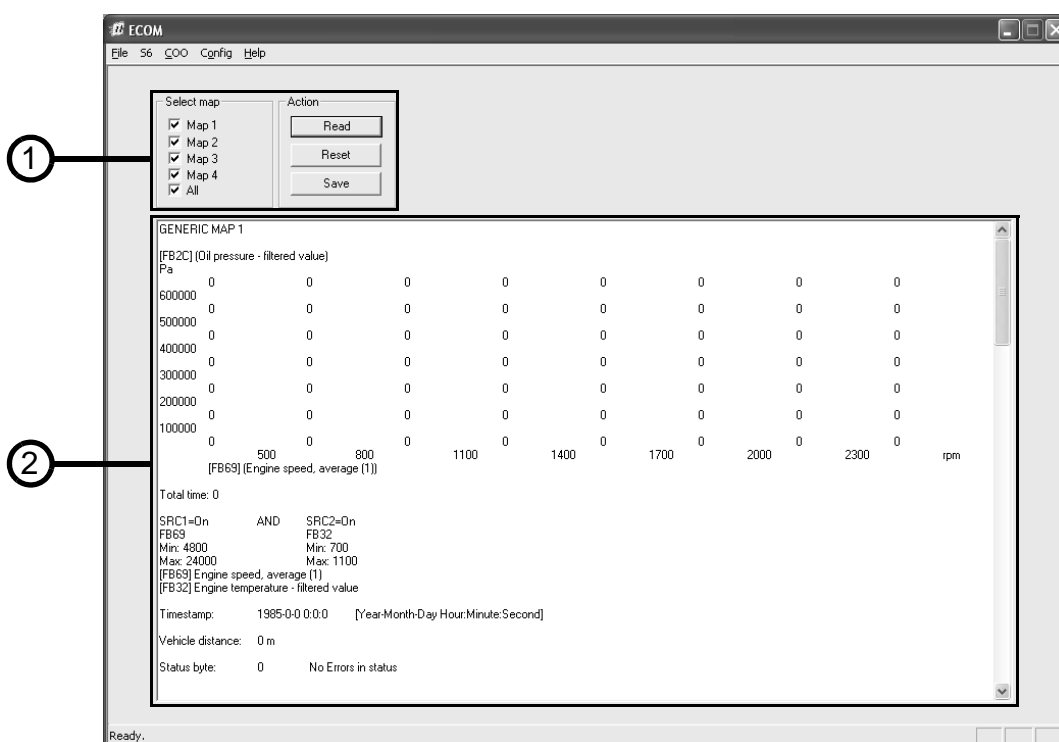 ECOM
File S6 COO Config Help
Select map
Map 1
Map 2
Map 3
Map 4
All
Action
Read
Reset
Save
1
2
GENERIC MAP 1
[FB2C] (Oil pressure - filtered value)
Pa
0 0 0 0 0 0 0 0
600000
0 0 0 0 0 0 0 0
500000
0 0 0 0 0 0 0 0
400000
0 0 0 0 0 0 0 0
300000
0 0 0 0 0 0 0 0
200000
0 0 0 0 0 0 0 0
100000
0 0 0 0 0 0 0 0
500 800 1100 1400 1700 2000 2300 rpm
[FB69] (Engine speed, average (1))
Total time: 0
SRC1=On AND SRC2=On
FB69 FB32
Min: 4800 Min: 700
Max: 24000 Max: 1100
[FB69] Engine speed, average (1)
[FB32] Engine temperature - filtered value
Timestamp: 1985-0-0 0:0:0 [Year-Month-Day Hour:Minute:Second]
Vehicle distance: 0 m
Status byte: 0 No Errors in status
Ready.